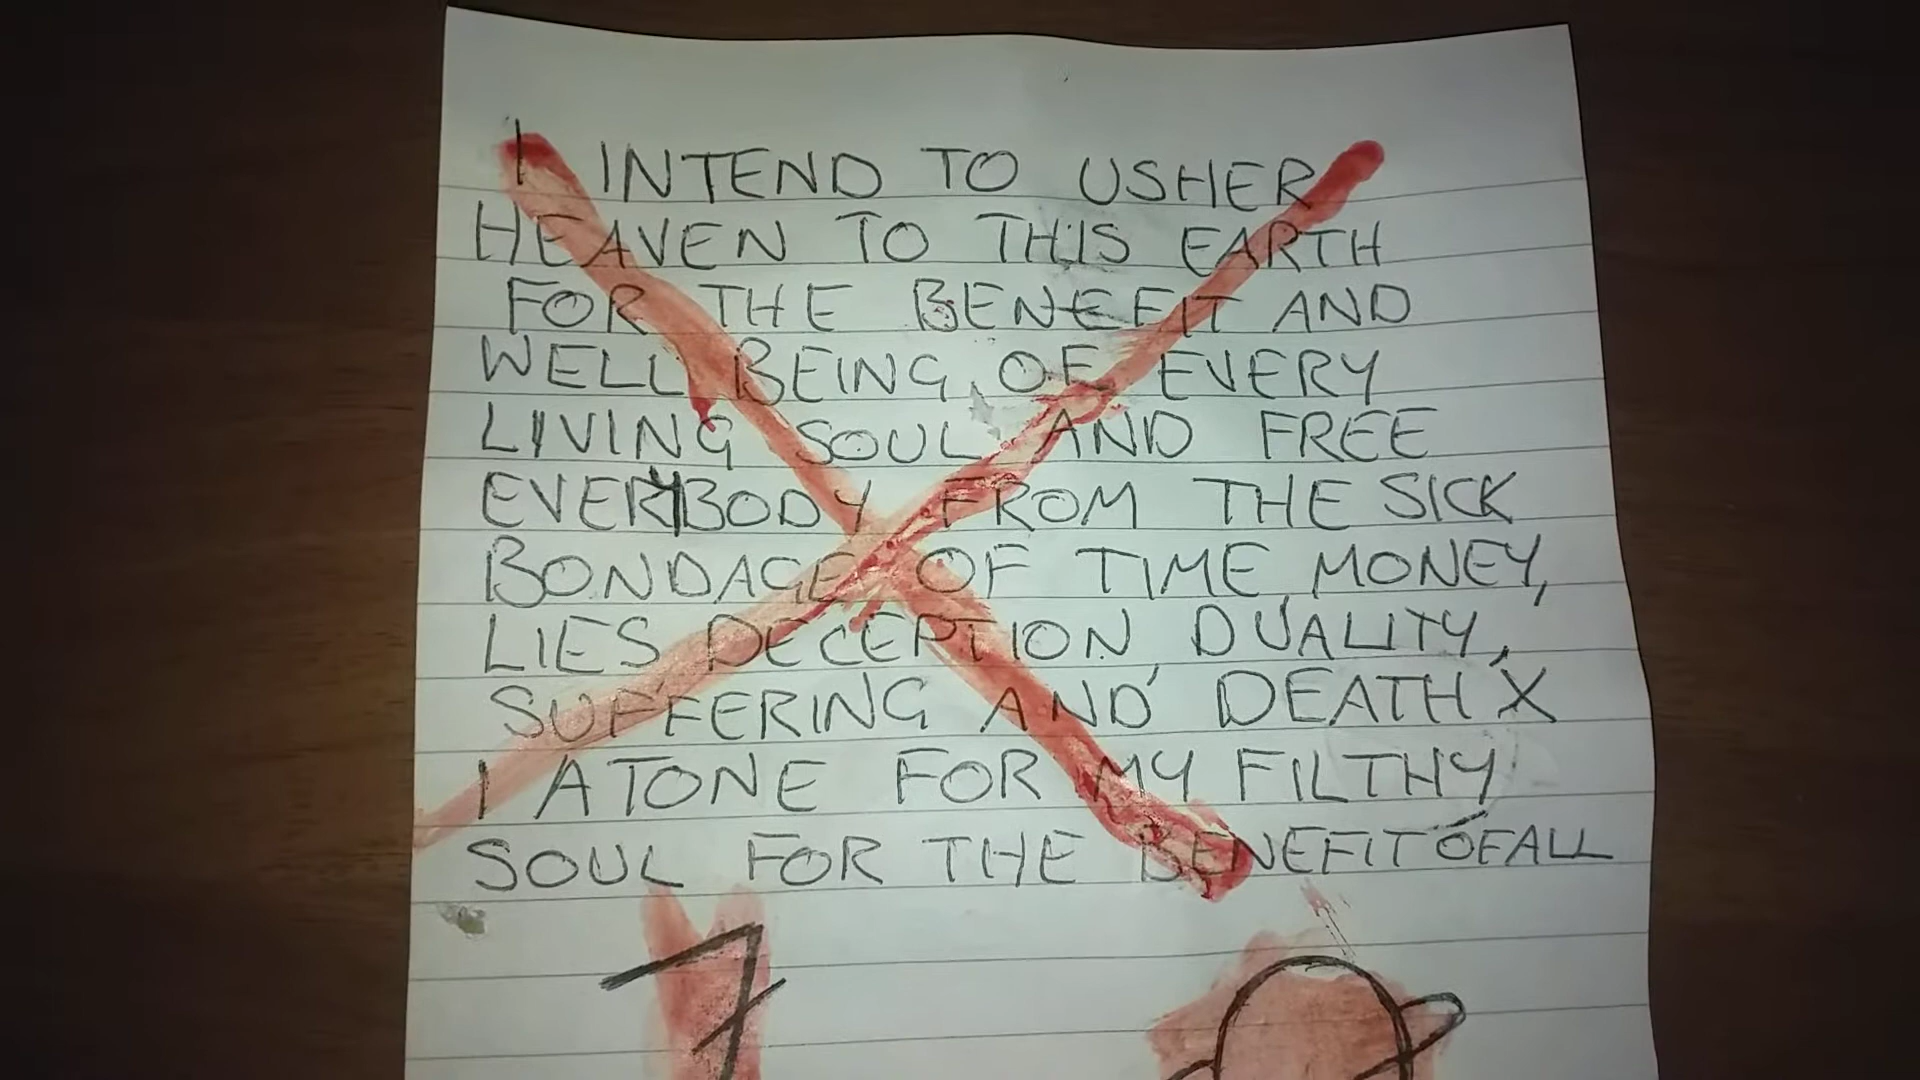 I INTEND TO USHER
HEAVEN TO THIS EARTH
FOR THE BENEFIT AND
WELL BEING OF EVERY
LIVING SOUL AND FREE
EVERYBODY FROM THE SICK
BONDAGE OF TIME, MONEY,
LIES, DECEPTION, DUALITY,
SUFFERING AND DEATH X
I ATONE FOR MY FILTHY
SOUL FOR THE BENEFIT OF ALL
7